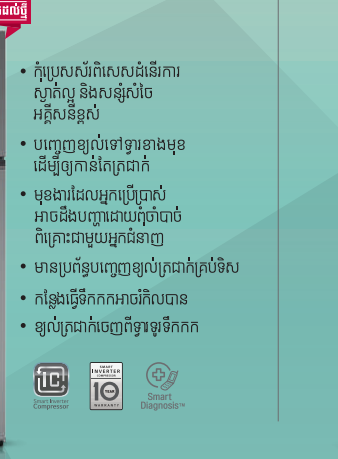 • កុំប្រេសស័រពិសេសដំនើរការ
ស្ងាត់ល្អ និងសន្សំសំចៃ
អគ្គីសនីខ្ពស់
• បញ្ចេញខ្យល់ទៅទ្វារខាងមុខ
ដើម្បីឲ្យកាន់តែត្រជាក់
• មុខងារដែលអ្នកប្រើប្រាស់
អាចដឹងបញ្ហាដោយពុំចាំបាច់
ពិគ្រោះជាមួយអ្នកជំនាញ
• មានប្រព័ន្ធបញ្ចេញខ្យល់ត្រជាក់គ្រប់ទិស
• កន្លែងធ្វើទឹកកកអាចរំកិលបាន
• ខ្យល់ត្រជាក់ចេញពីទ្វារទូរទឹកកក
IC
Smart Inverter
Compressor
SMART
INVERTER
COMPRESSOR
10 YEAR
WARRANTY
Smart
Diagnosis™